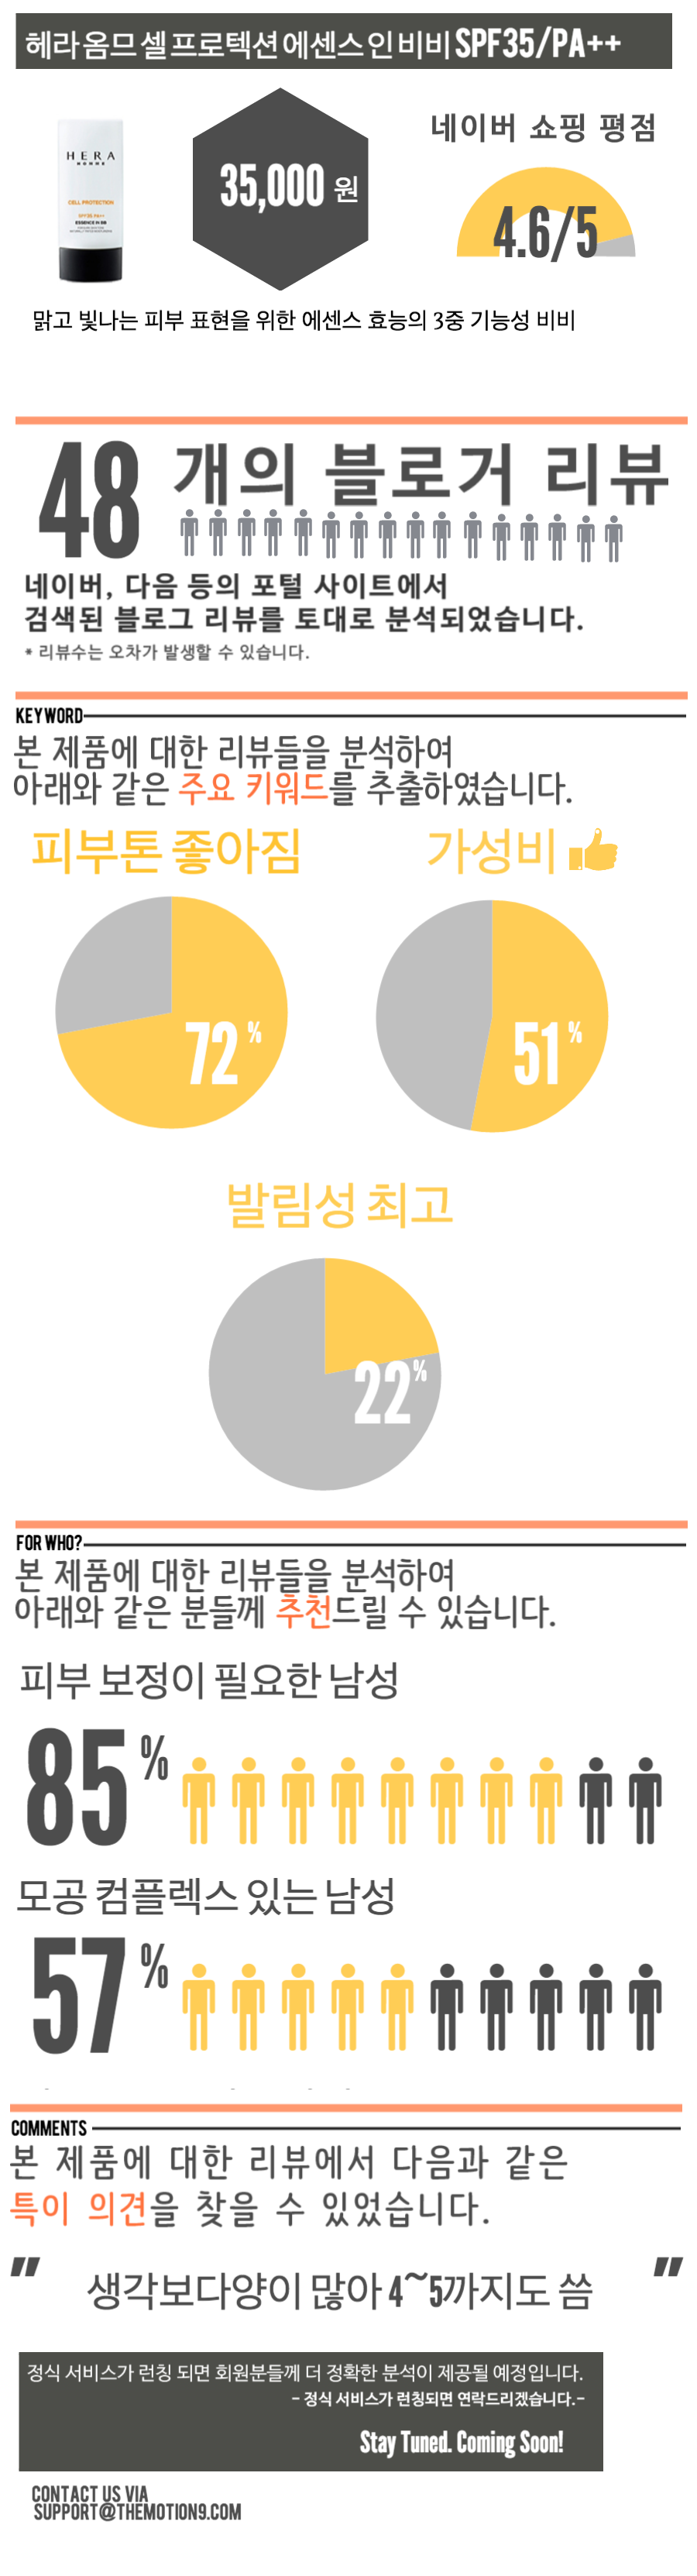 헤라 옴므 셀 프로텍션 에센스 인 비비 SPF35/PA++
HERA
HOMME
CELL PROTECTION
SPF35 PA++
ESSENCE IN BB
35,000 원
네이버 쇼핑 평점
4.6/5
맑고 빛나는 피부 표현을 위한 에센스 효능의 3중 기능성 비비
48 개의 블로거 리뷰
네이버, 다음 등의 포털 사이트에서
검색된 블로그 리뷰를 토대로 분석되었습니다.
* 리뷰수는 오차가 발생할 수 있습니다.
KEYWORD
본 제품에 대한 리뷰들을 분석하여
아래와 같은 주요 키워드를 추출하였습니다.
피부톤 좋아짐
가성비
72 %
51 %
발림성 최고
22%
FOR WHO?
본 제품에 대한 리뷰들을 분석하여
아래와 같은 분들께 추천드릴 수 있습니다.
피부 보정이 필요한 남성
85 %
모공 컴플렉스 있는 남성
57 %
COMMENTS
본 제품에 대한 리뷰에서 다음과 같은
특이 의견을 찾을 수 있었습니다.
" 생각보다양이 많아 4~5까지도 씀 "
정식 서비스가 런칭 되면 회원분들께 더 정확한 분석이 제공될 예정입니다.
- 정식 서비스가 런칭되면 연락드리겠습니다.-
Stay Tuned. Coming Soon!
CONTACT US VIA
SUPPORT@THEMOTION9.COM